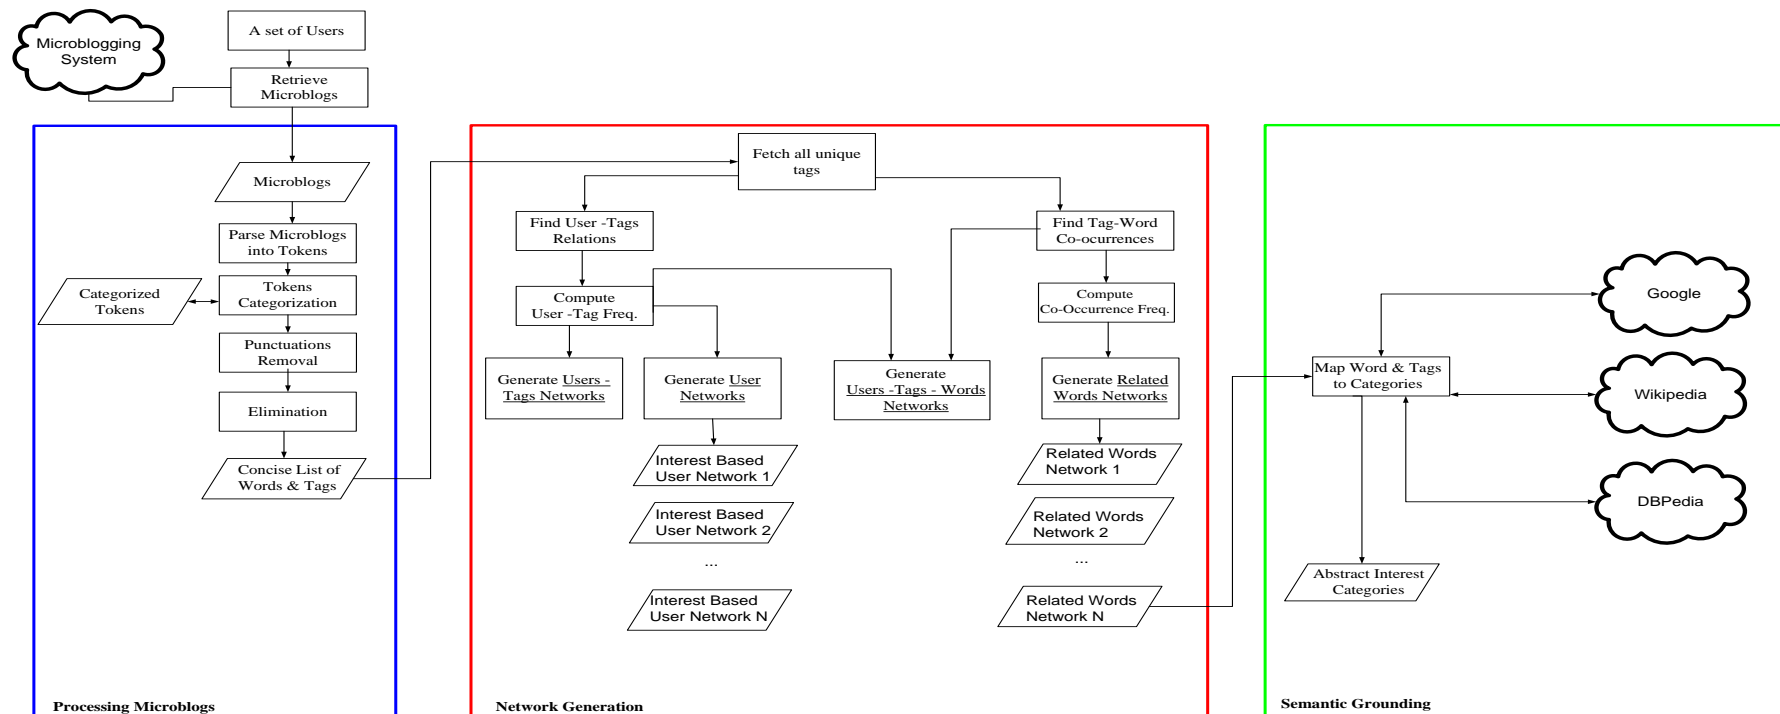 Microblogging
System
A set of Users
Retrieve
Microblogs
Microblogs
Parse Microblogs
into Tokens
Categorized
Tokens
Tokens
Categorization
Punctuations
Removal
Elimination
Concise List of
Words & Tags
Processing Microblogs
Fetch all unique
tags
Find User -Tags
Relations
Find Tag-Word
Co-ocurrences
Compute
User -Tag Freq.
Compute
Co-Occurrence Freq.
Generate Users -
Tags Networks
Generate User
Networks
Generate
Users -Tags - Words
Networks
Generate Related
Words Networks
Interest Based
User Network 1
Interest Based
User Network 2
...
Interest Based
User Network N
Related Words
Network 1
Related Words
Network 2
...
Related Words
Network N
Network Generation
Google
Map Word & Tags
to Categories
Wikipedia
DBPedia
Abstract Interest
Categories
Semantic Grounding